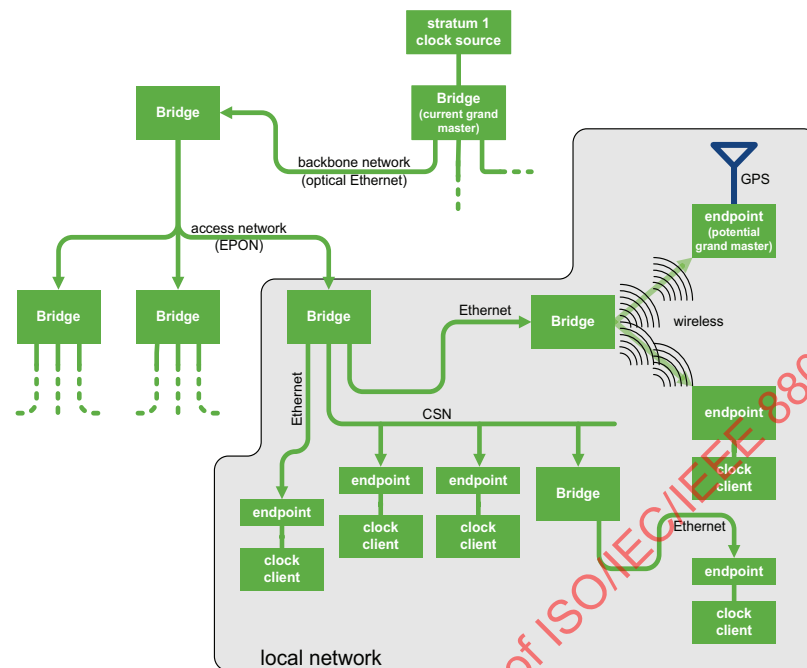 stratum 1
clock source
Bridge
(current grand
master)
Bridge
backbone network
(optical Ethernet)
GPS
endpoint
(potential
grand master)
access network
(EPON)
Bridge
Bridge
Bridge
Ethernet
Bridge
wireless
Ethernet
CSN
endpoint
clock
client
endpoint
clock
client
endpoint
clock
client
endpoint
clock
client
Bridge
Ethernet
endpoint
clock
client
local network
of ISO/IEC/IEEE 880